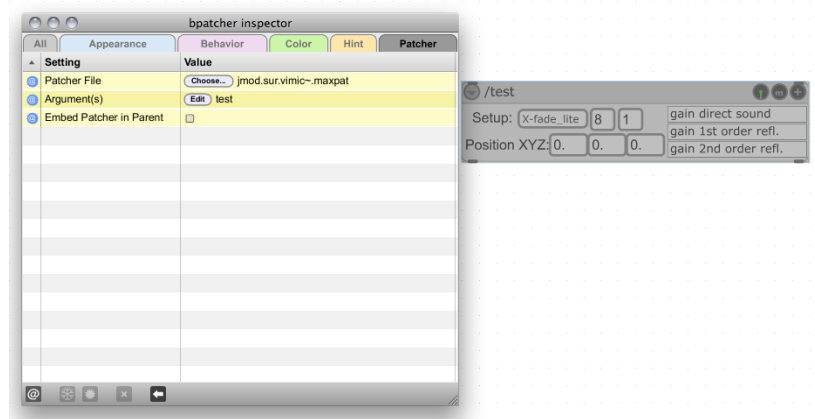 bpatcher inspector
All Appearance Behavior Color Hint Patcher
Setting Value
Patcher File Choose... jmod.sur.vimic~.maxpat
Argument(s) Edit test
Embed Patcher in Parent
@
/test m +
Setup: X-fade_lite 8 1
Position XYZ: 0. 0. 0.
gain direct sound
gain 1st order refl.
gain 2nd order refl.